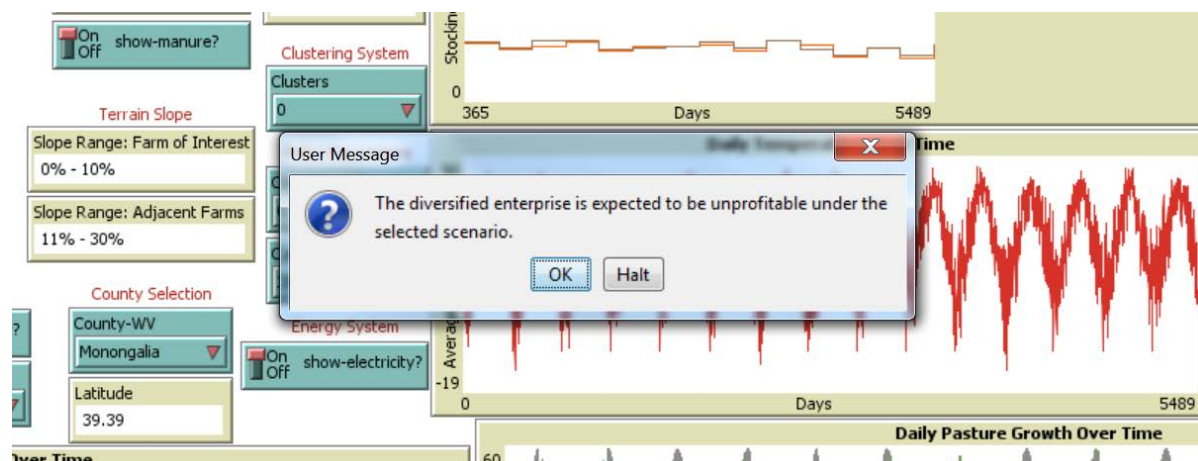 On
Off
show-manure?
Clustering System
Clusters
0
Terrain Slope
Slope Range: Farm of Interest
0% - 10%
Slope Range: Adjacent Farms
11% - 30%
County Selection
County-WV
Monongalia
Latitude
39.39
?
Energy System
On
Off
show-electricity?
0
365
Days
5489
Time
User Message
X
The diversified enterprise is expected to be unprofitable under the
selected scenario.
OK
Halt
-19
0
Days
5489
Daily Pasture Growth Over Time
60
Over Time